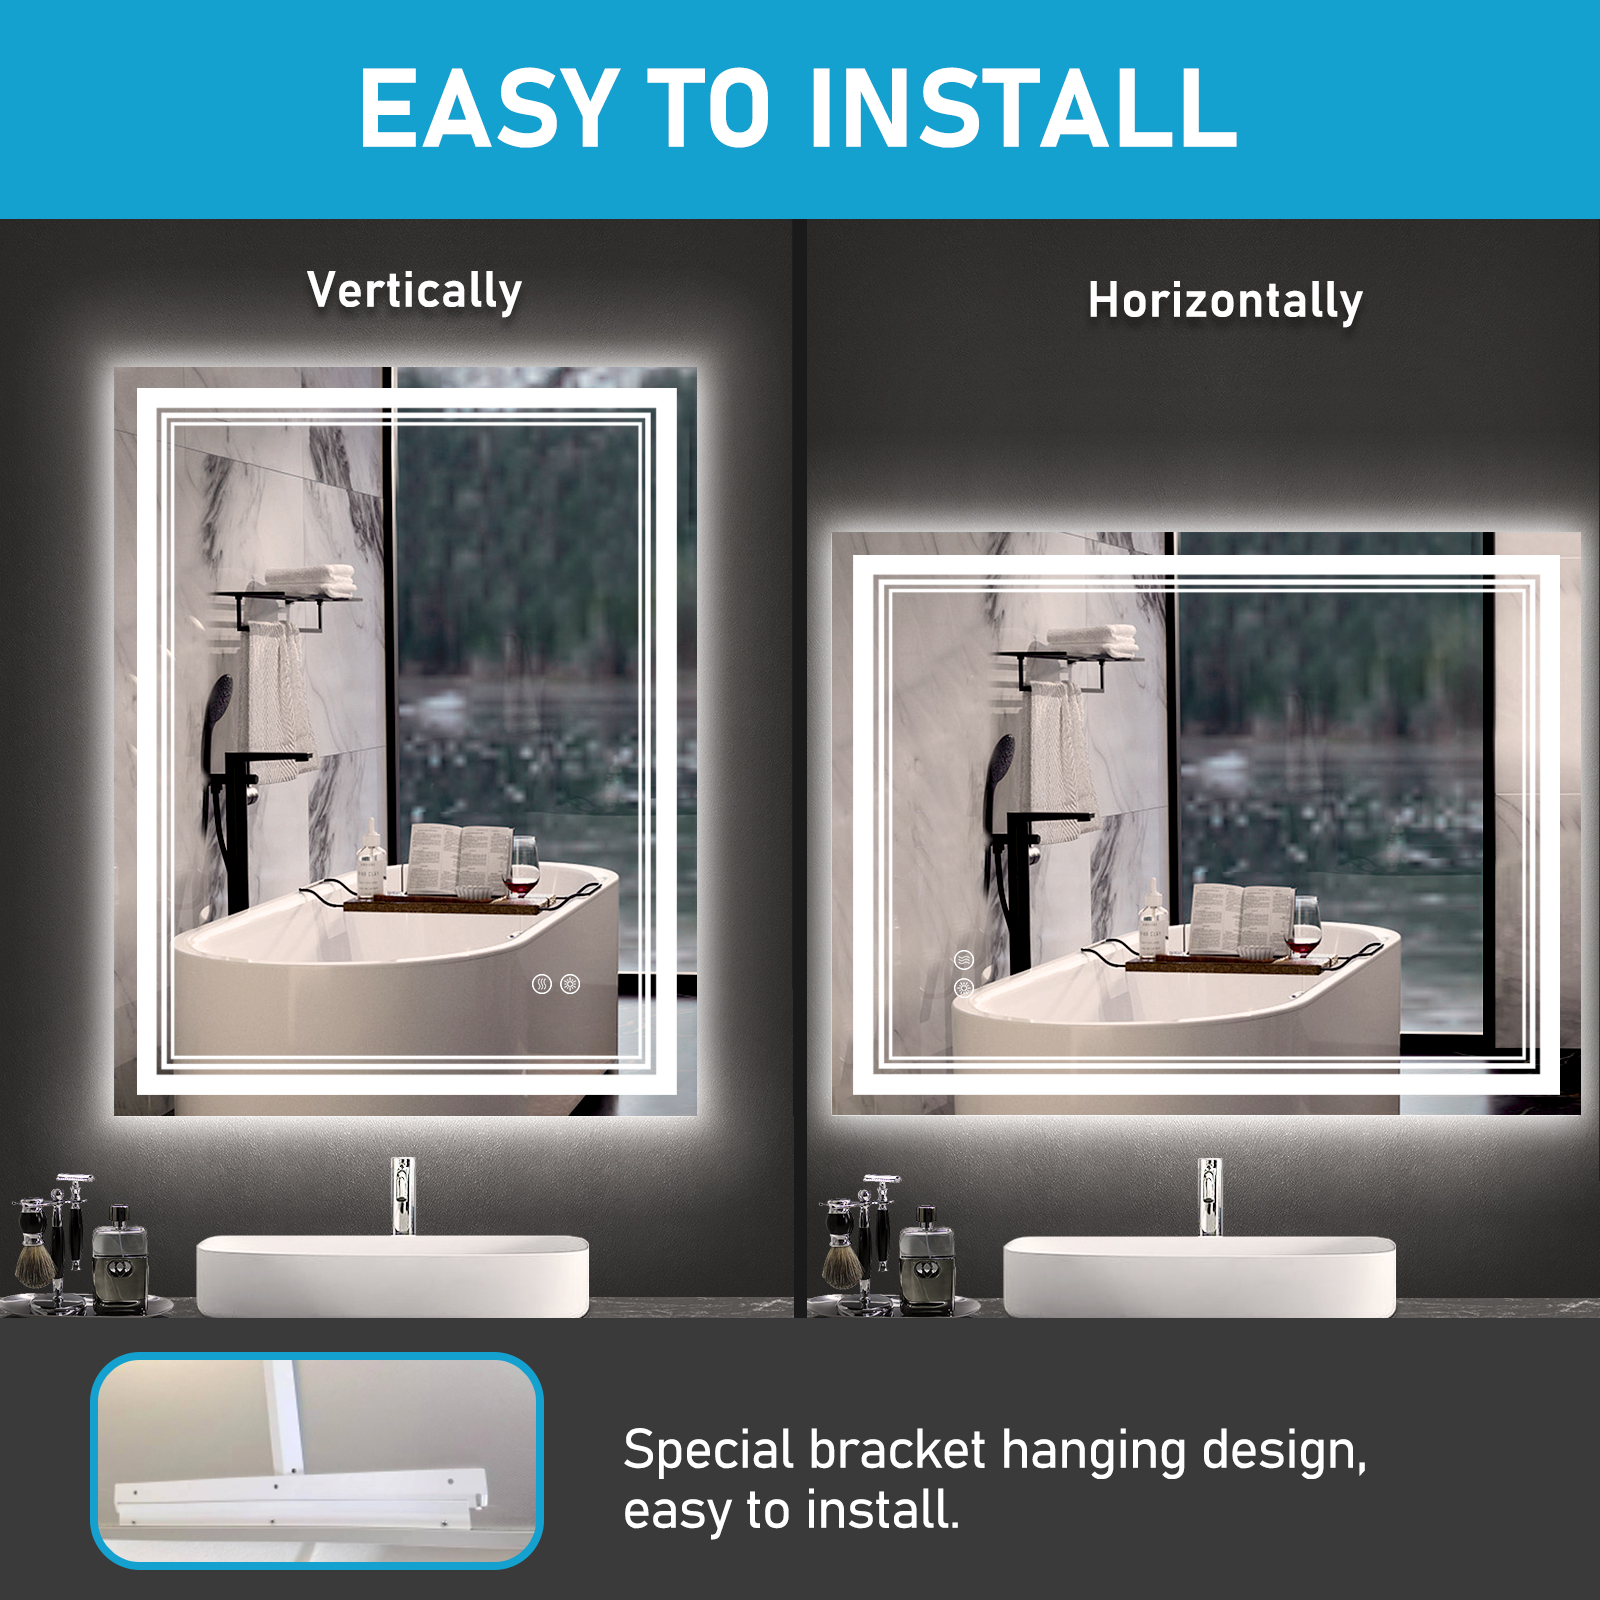 EASY TO INSTALL
Vertically
Horizontally
Special bracket hanging design,
easy to install.